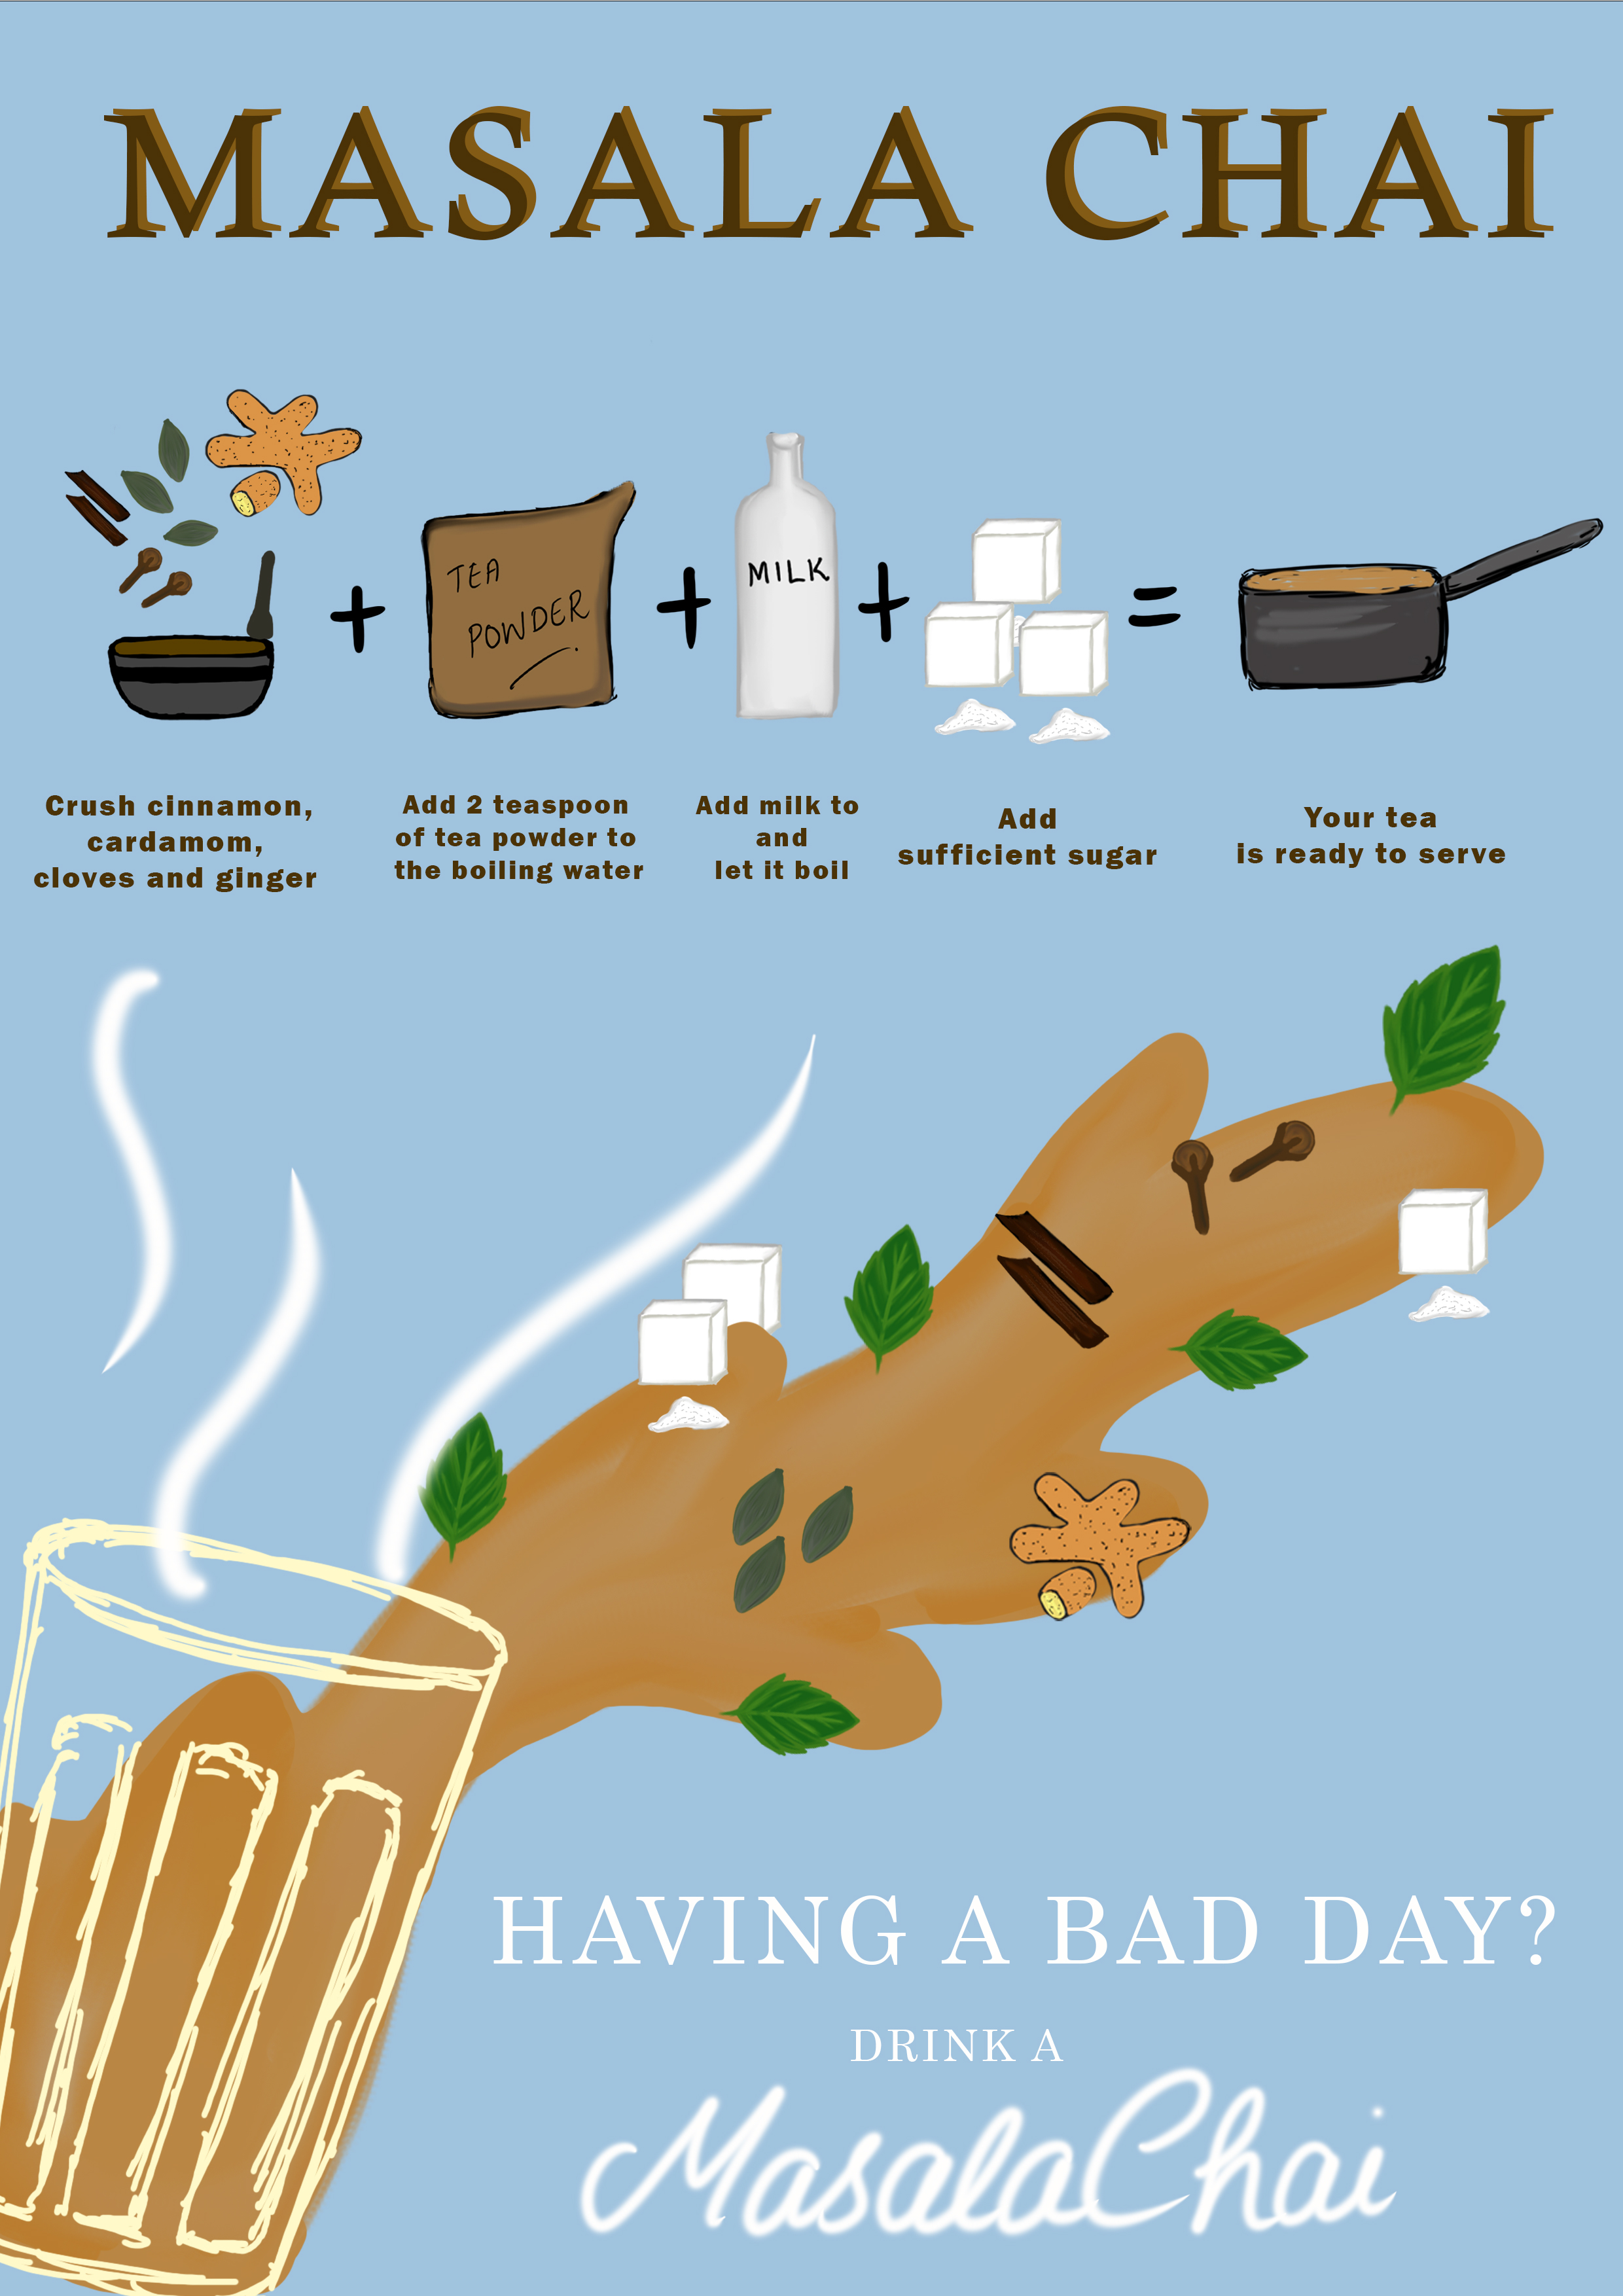 MASALA CHAI
TEA
POWDER
MILK
Crush cinnamon,
cardamom,
cloves and ginger
Add 2 teaspoon
of tea powder to
the boiling water
Add milk to
and
let it boil
Add
sufficient sugar
Your tea
is ready to serve
HAVING A BAD DAY?
DRINK A
MasalaChai